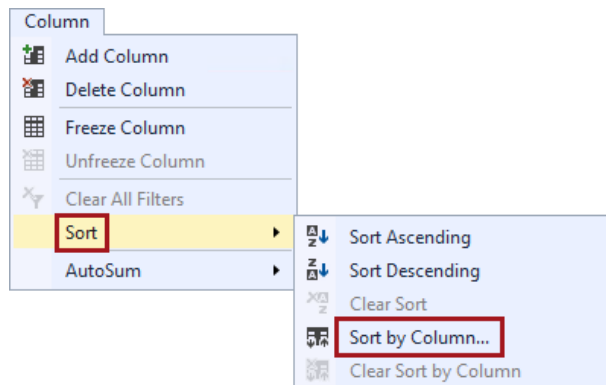 Column
Add Column
Delete Column
Freeze Column
Unfreeze Column
Clear All Filters
Sort
AutoSum
Sort Ascending
Sort Descending
Clear Sort
Sort by Column...
Clear Sort by Column